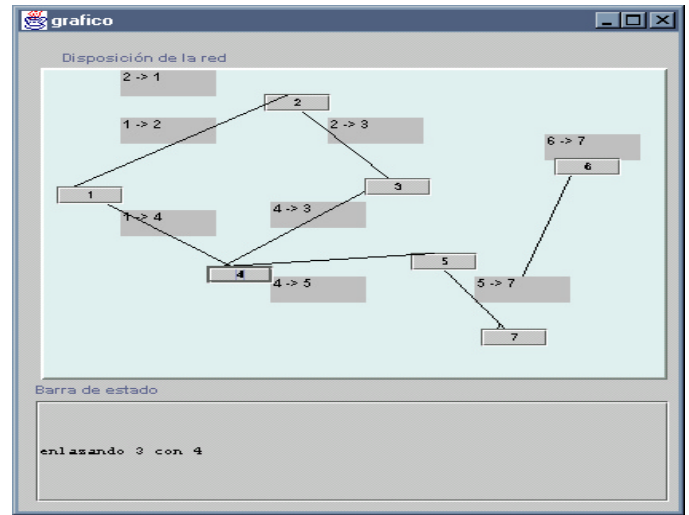 grafico
Disposición de la red
2 -> 1
2
1 -> 2
2 -> 3
6 -> 7
6
3
1
4 -> 3
1 -> 4
5
4
4 -> 5
5 -> 7
7
Barra de estado
enlazando 3 con 4